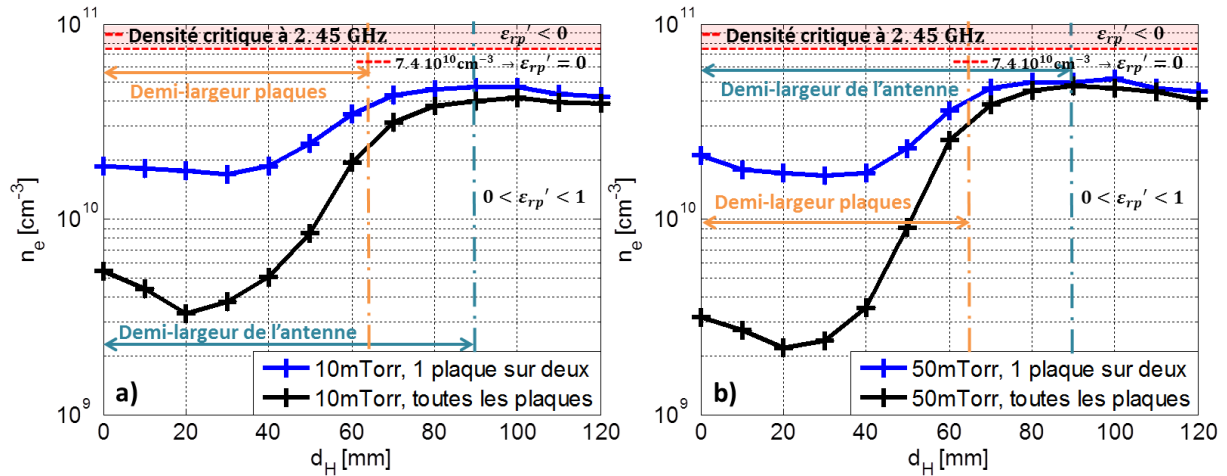 10¹¹
Densité critique à 2.45 GHz
εrp′ < 0
7.4 10¹⁰cm⁻³ → εrp′ = 0
Demi-largeur plaques
0 < εrp′ < 1
10¹⁰
nₑ [cm⁻³]
Demi-largeur de l’antenne
10mTorr, 1 plaque sur deux
10mTorr, toutes les plaques
a)
10⁹
0 20 40 60 80 100 120
d_H [mm]
10¹¹
Densité critique à 2.45 GHz
εrp′ < 0
7.4 10¹⁰cm⁻³ → εrp′ = 0
Demi-largeur de l’antenne
0 < εrp′ < 1
Demi-largeur plaques
10¹⁰
nₑ [cm⁻³]
50mTorr, 1 plaque sur deux
50mTorr, toutes les plaques
b)
10⁹
0 20 40 60 80 100 120
d_H [mm]